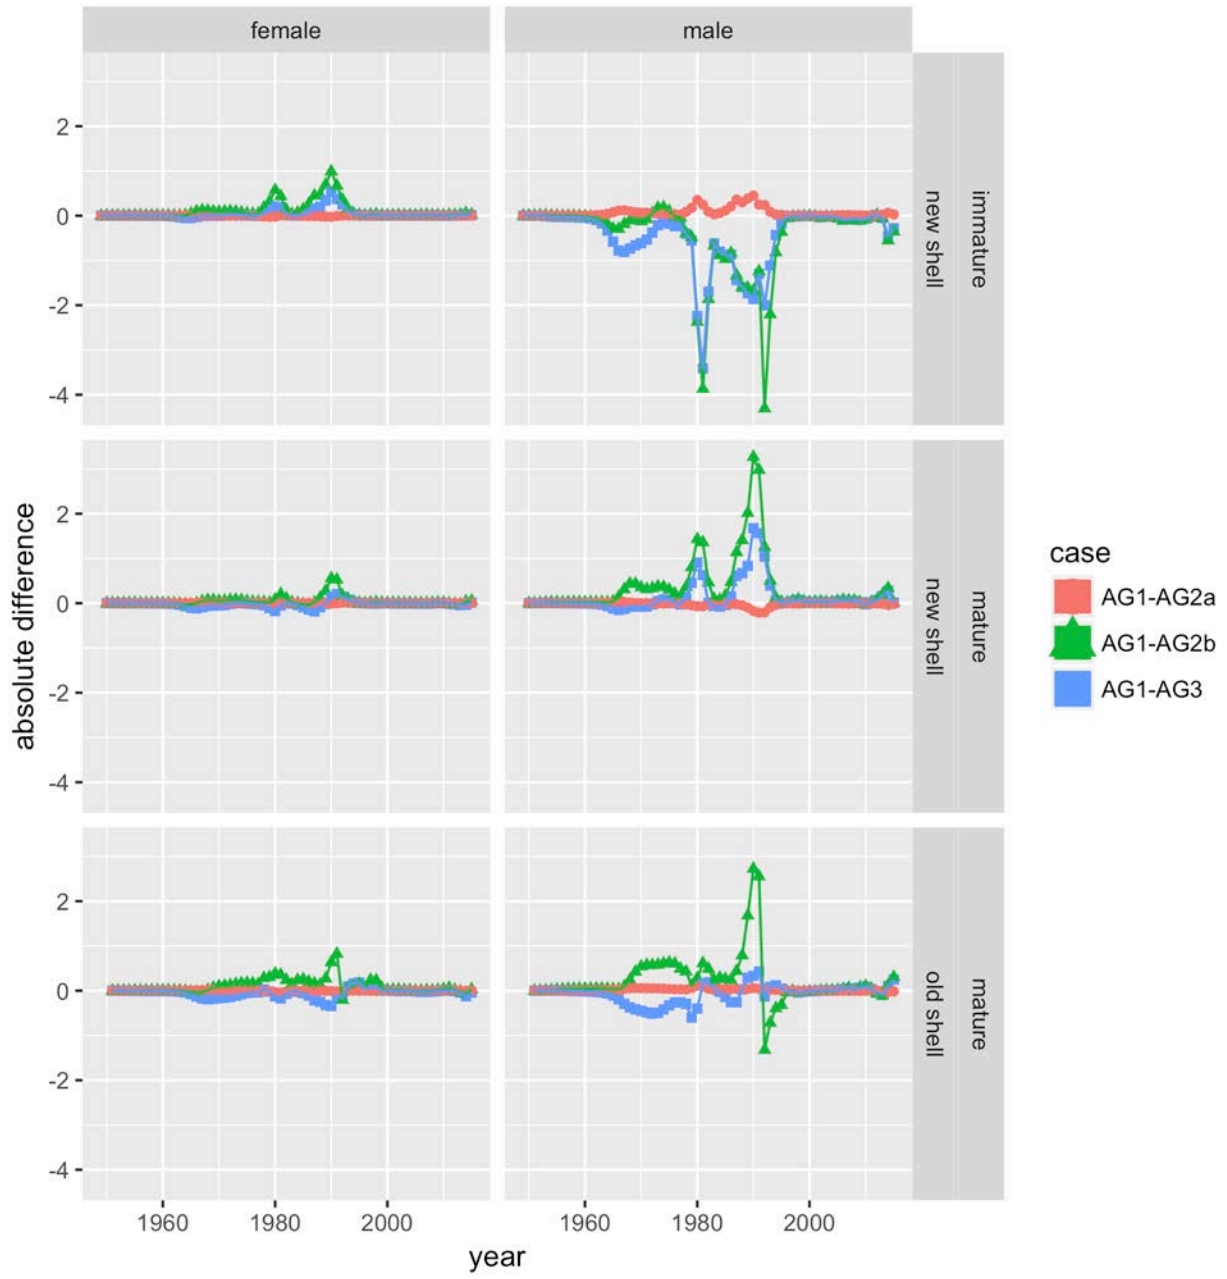 female
male
2
0
-2
-4
immature
new shell
2
0
-2
-4
mature
new shell
2
0
-2
-4
mature
old shell
absolute difference
1960
1980
2000
1960
1980
2000
year
case
AG1-AG2a
AG1-AG2b
AG1-AG3